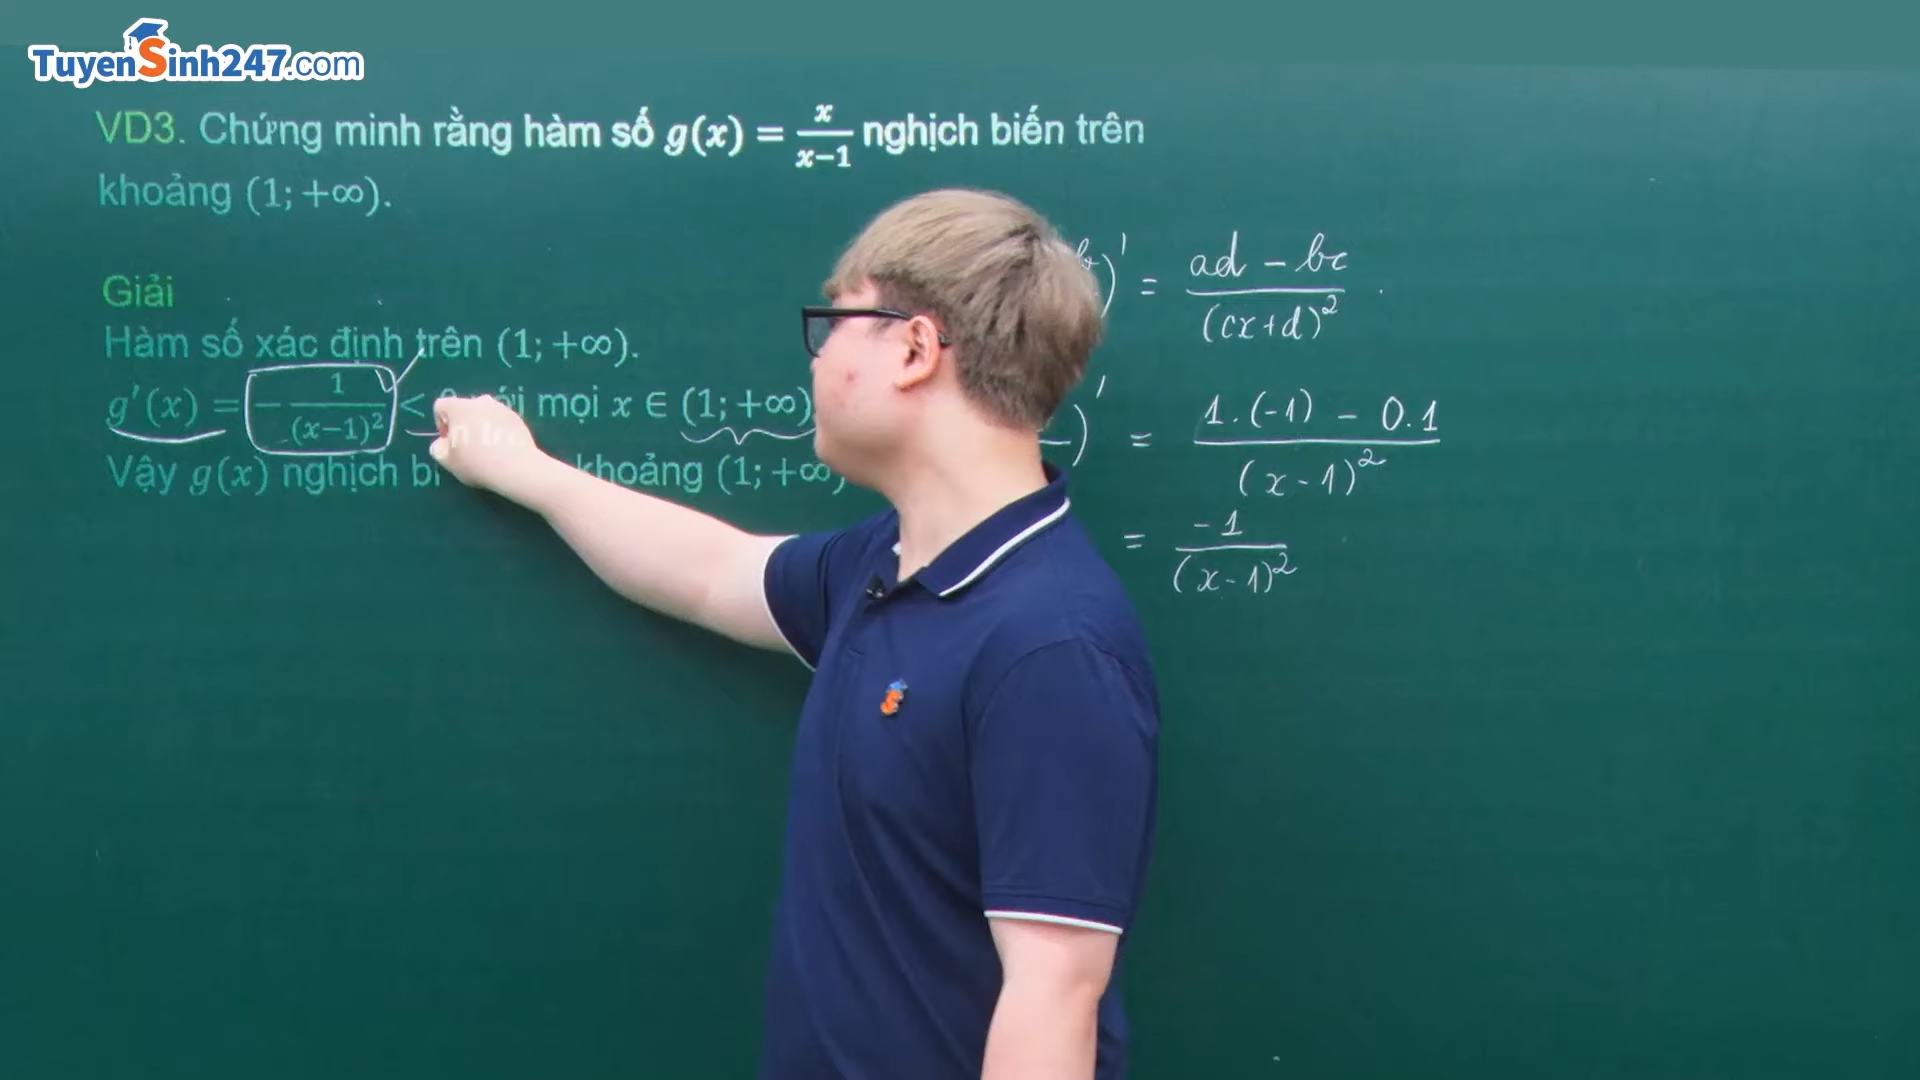 TuyenSinh247.com
VD3. Chứng minh rằng hàm số g(x) = x/(x−1) nghịch biến trên
khoảng (1; +∞).
Giải
Hàm số xác định trên (1; +∞).
g′(x) = − 1/(x−1)² < mọi x ∈ (1; +∞)
Vậy g(x) nghịch khoảng (1; +∞)
)' = (ad − bc)/(cx+d)² .
)' = (1.(-1) − 0.1)/(x-1)²
= -1/(x-1)²